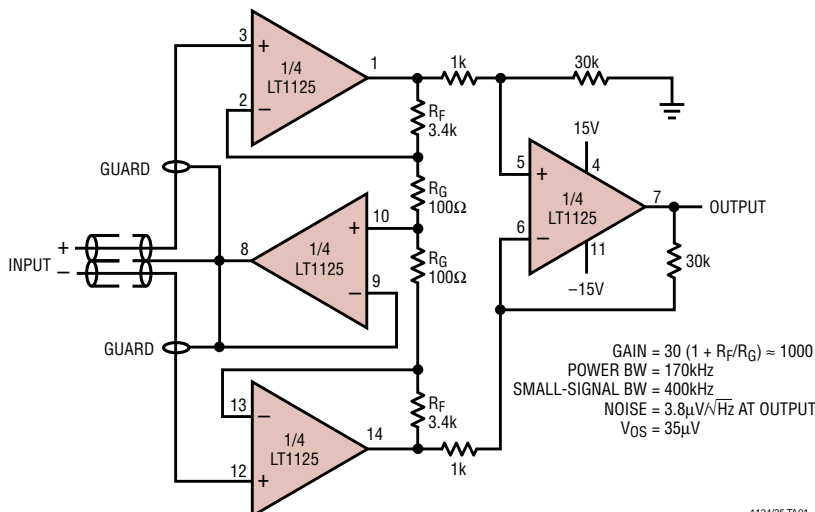 3
+
1/4
LT1125
2
−
1
1k
30k
RF
3.4k
GUARD
RG
100Ω
10
+
8
1/4
LT1125
9
−
RG
100Ω
INPUT
+
−
GUARD
15V
5
+
4
1/4
LT1125
6
−
7
OUTPUT
11
−15V
30k
13
−
1/4
LT1125
12
+
14
RF
3.4k
1k
GAIN = 30 (1 + RF/RG) ≈ 1000
POWER BW = 170kHz
SMALL-SIGNAL BW = 400kHz
NOISE = 3.8µV/√Hz AT OUTPUT
VOS = 35µV